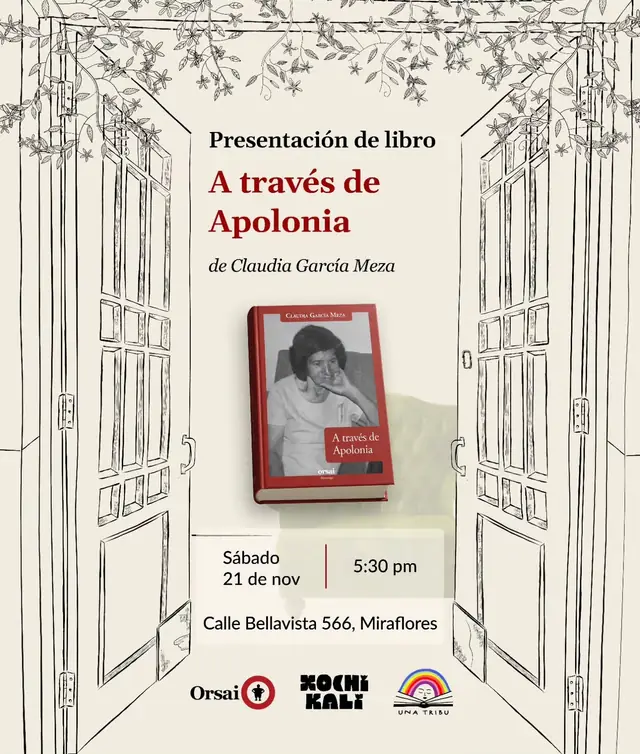 Presentación de libro
A través de
Apolonia
de Claudia García Meza
CLAUDIA GARCÍA MEZA
A través de
Apolonia
orsai
Sábado
21 de nov
5:30 pm
Calle Bellavista 566, Miraflores
Orsai
XOCHI
KALI
UNA TRIBU